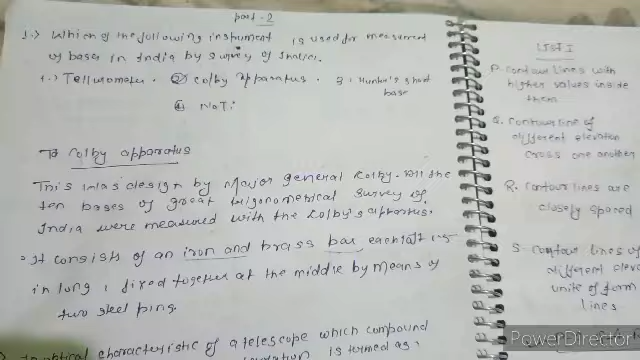 part-2
1.) Which of the following instrument is used for measurement
of bases in India by survey of India.
1.) Tellurometer. 2) Colby apparatus. 3. Hunter's short
base
4) NOT.
Colby apparatus
This was design by Major general Colby. All the
ten bases of great trigonometrical survey of
India were measured with the Colby's apparatus.
It consists of an iron and brass bar each
in long, fixed together at the middle by means of
two steel pins.
optical characteristic of a telescope which compound
is termed as:
LIST I
P. Contour lines with
higher values inside
them
Q. Contour line of
different elevation
cross one another
R. Contour lines are
closely spaced
S. Contour lines of
different elev
unite of form
lines
PowerDirector